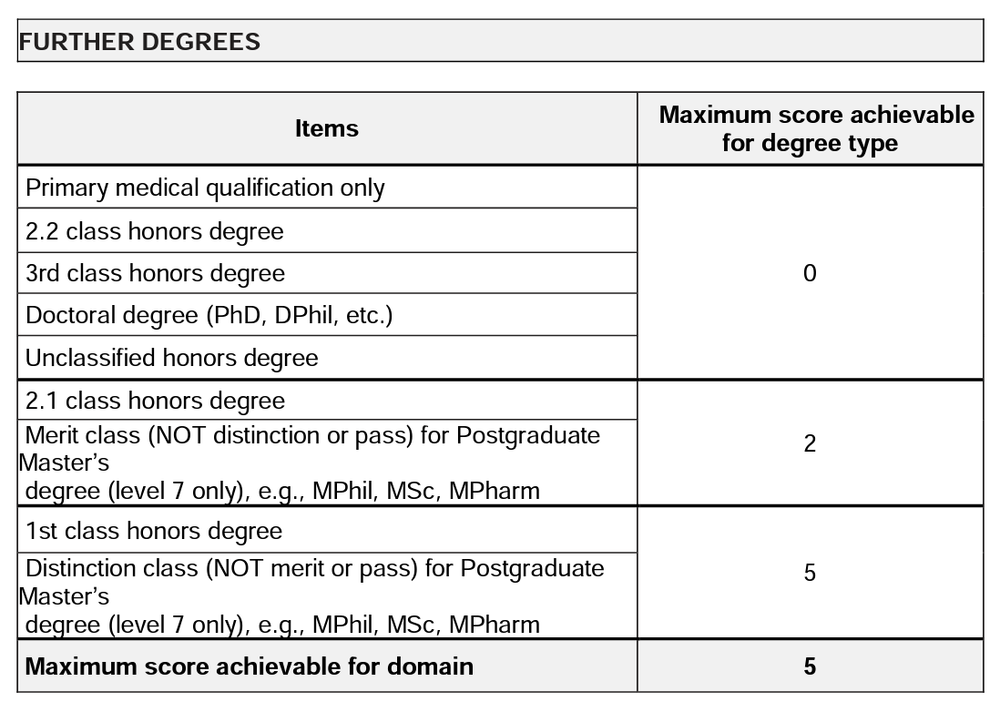 FURTHER DEGREES
Items
Maximum score achievable
for degree type
Primary medical qualification only
2.2 class honors degree
3rd class honors degree
0
Doctoral degree (PhD, DPhil, etc.)
Unclassified honors degree
2.1 class honors degree
Merit class (NOT distinction or pass) for Postgraduate
Master’s
degree (level 7 only), e.g., MPhil, MSc, MPharm
2
1st class honors degree
Distinction class (NOT merit or pass) for Postgraduate
Master’s
degree (level 7 only), e.g., MPhil, MSc, MPharm
5
Maximum score achievable for domain
5